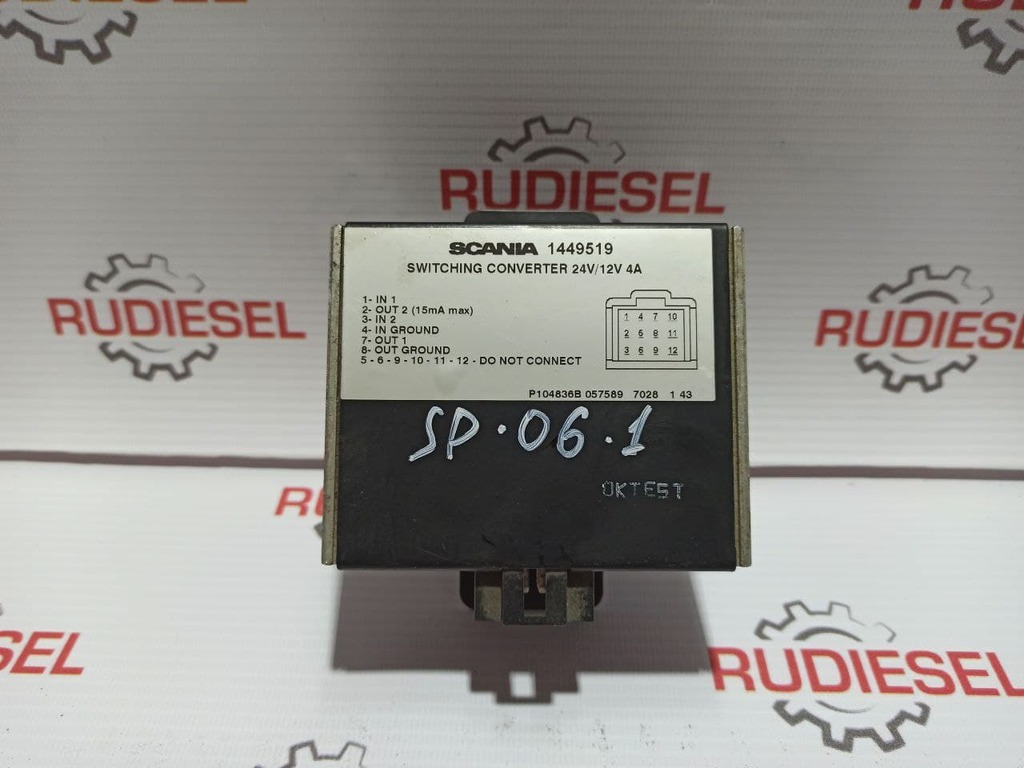 RUDIESEL
SCANIA 1449519
SWITCHING CONVERTER 24V/12V 4A
1- IN 1
2- OUT 2 (15mA max)
3- IN 2
4- IN GROUND
7- OUT 1
8- OUT GROUND
5 - 6 - 9 - 10 - 11 - 12 - DO NOT CONNECT
1 4 7 10
2 5 8 11
3 6 9 12
P104836B 057589 7028 1 43
SP.06.1
OKTEST
RUDIESEL
RUDIESEL
RUDIESEL
SEL
RUDIESEL